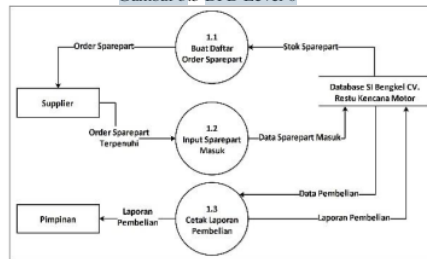 1.1
Buat Daftar
Order Sparepart
Order Sparepart
Stok Sparepart
Supplier
Database SI Bengkel CV.
Restu Kencana Motor
Order Sparepart
Terpenuhi
1.2
Input Sparepart
Masuk
Data Sparepart Masuk
Data Pembelian
1.3
Cetak Laporan
Pembelian
Pimpinan
Laporan
Pembelian
Laporan Pembelian